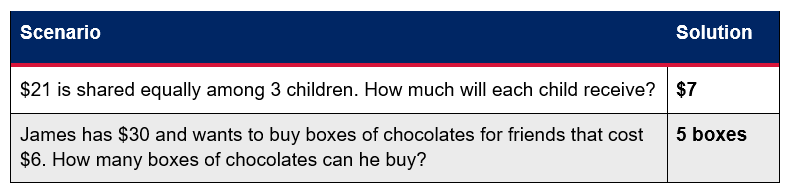 Scenario Solution
$21 is shared equally among 3 children. How much will each child receive? $7
James has $30 and wants to buy boxes of chocolates for friends that cost 5 boxes
$6. How many boxes of chocolates can he buy?